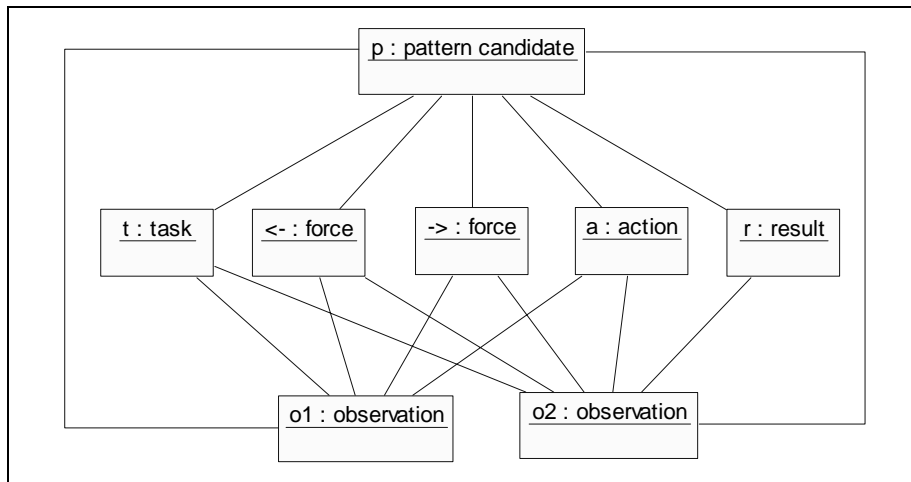 p : pattern candidate
t : task
<- : force
-> : force
a : action
r : result
o1 : observation
o2 : observation